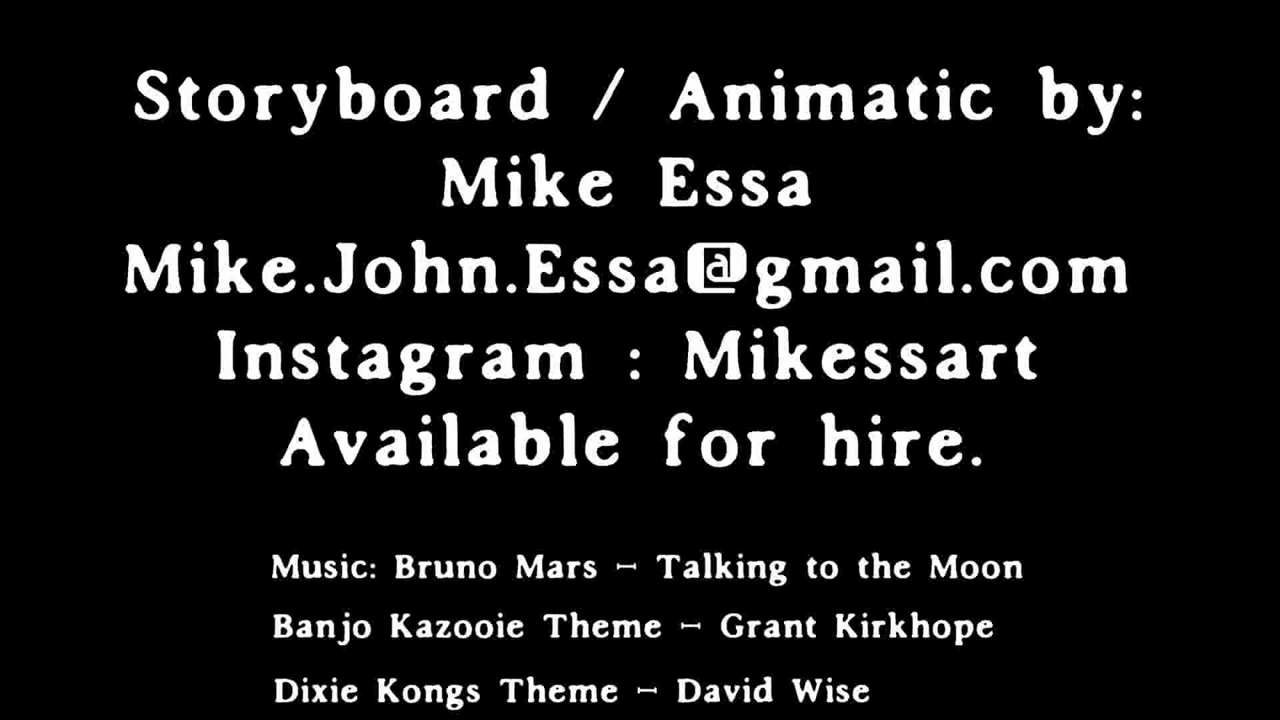 Storyboard / Animatic by:
Mike Essa
Mike.John.Essa@gmail.com
Instagram : Mikessart
Available for hire.
Music: Bruno Mars – Talking to the Moon
Banjo Kazooie Theme – Grant Kirkhope
Dixie Kongs Theme – David Wise